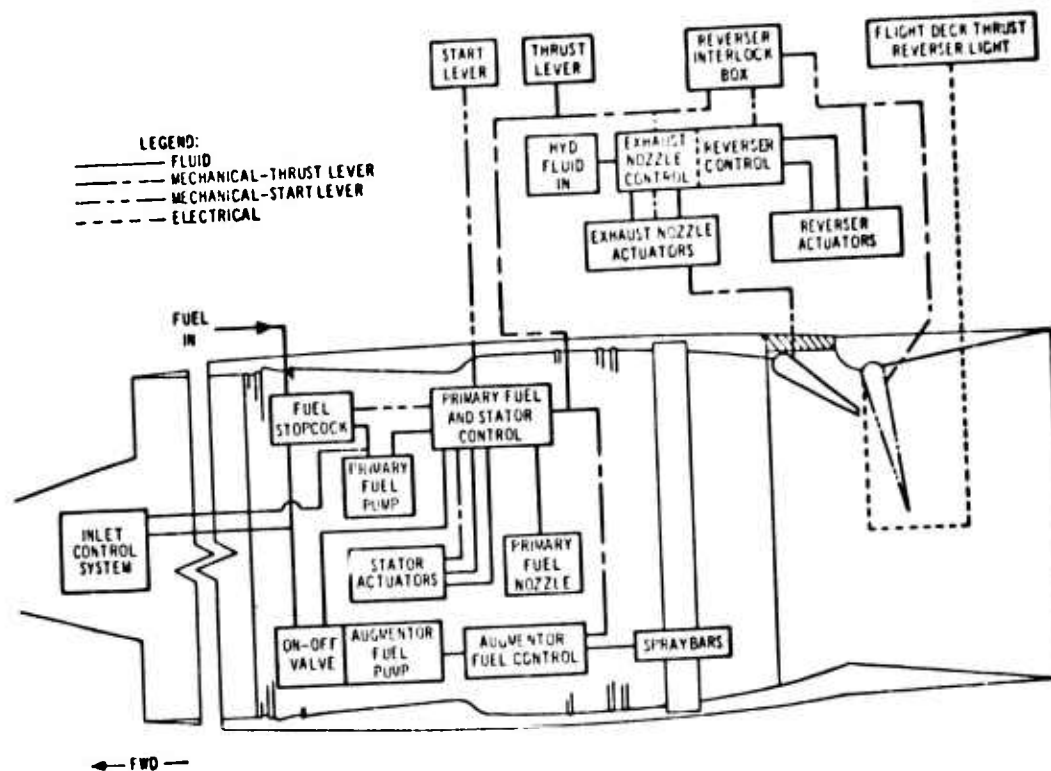 START
LEVER
THRUST
LEVER
REVERSER
INTERLOCK
BOX
FLIGHT DECK THRUST
REVERSER LIGHT
LEGEND:
FLUID
MECHANICAL-THRUST LEVER
MECHANICAL-START LEVER
ELECTRICAL
HYD
FLUID
IN
EXHAUST
NOZZLE
CONTROL
REVERSER
CONTROL
EXHAUST NOZZLE
ACTUATORS
REVERSER
ACTUATORS
FUEL
IN
FUEL
STOPCOCK
PRIMARY FUEL
AND STATOR
CONTROL
PRIMARY
FUEL
PUMP
INLET
CONTROL
SYSTEM
STATOR
ACTUATORS
PRIMARY
FUEL
NOZZLE
ON-OFF
VALVE
AUGMENTOR
FUEL
PUMP
AUGMENTOR
FUEL CONTROL
SPRAYBARS
FWD